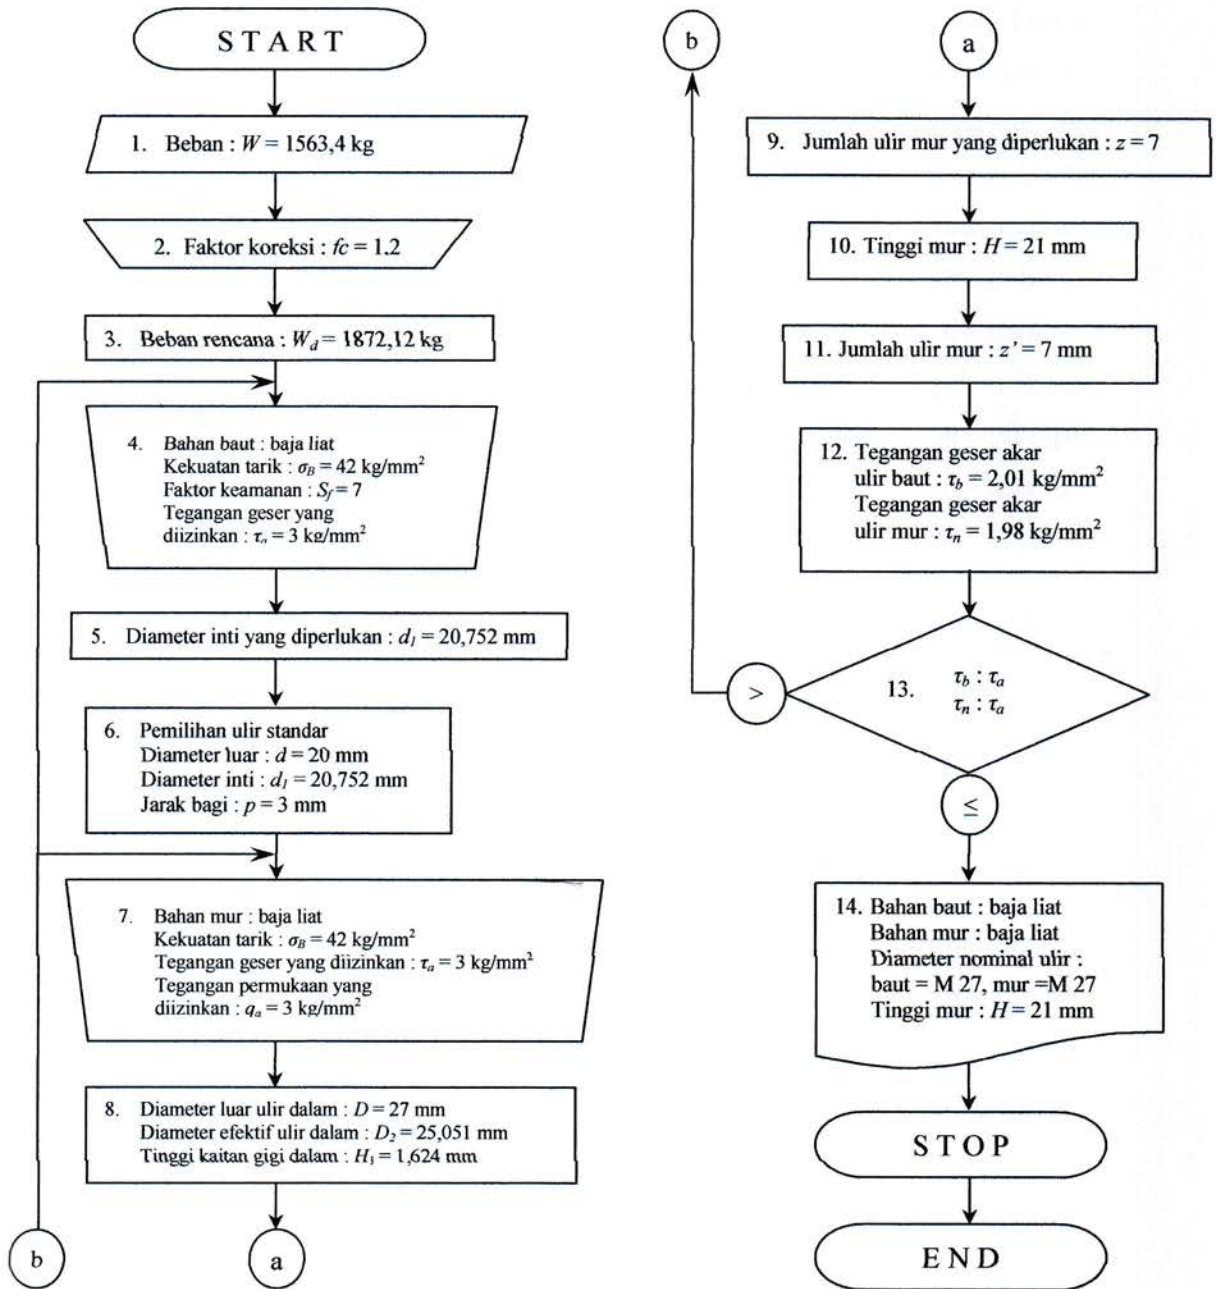 START
1. Beban : W = 1563,4 kg
2. Faktor koreksi : fc = 1.2
3. Beban rencana : Wd = 1872,12 kg
4. Bahan baut : baja liat
Kekuatan tarik : σB = 42 kg/mm²
Faktor keamanan : Sf = 7
Tegangan geser yang
diizinkan : τa = 3 kg/mm²
5. Diameter inti yang diperlukan : d1 = 20,752 mm
6. Pemilihan ulir standar
Diameter luar : d = 20 mm
Diameter inti : d1 = 20,752 mm
Jarak bagi : p = 3 mm
7. Bahan mur : baja liat
Kekuatan tarik : σB = 42 kg/mm²
Tegangan geser yang diizinkan : τa = 3 kg/mm²
Tegangan permukaan yang
diizinkan : qa = 3 kg/mm²
8. Diameter luar ulir dalam : D = 27 mm
Diameter efektif ulir dalam : D2 = 25,051 mm
Tinggi kaitan gigi dalam : H1 = 1,624 mm
b
a
b
a
9. Jumlah ulir mur yang diperlukan : z = 7
10. Tinggi mur : H = 21 mm
11. Jumlah ulir mur : z' = 7 mm
12. Tegangan geser akar
ulir baut : τb = 2,01 kg/mm²
Tegangan geser akar
ulir mur : τn = 1,98 kg/mm²
>
13. τb : τa
τn : τa
≤
14. Bahan baut : baja liat
Bahan mur : baja liat
Diameter nominal ulir :
baut = M 27, mur =M 27
Tinggi mur : H = 21 mm
STOP
END